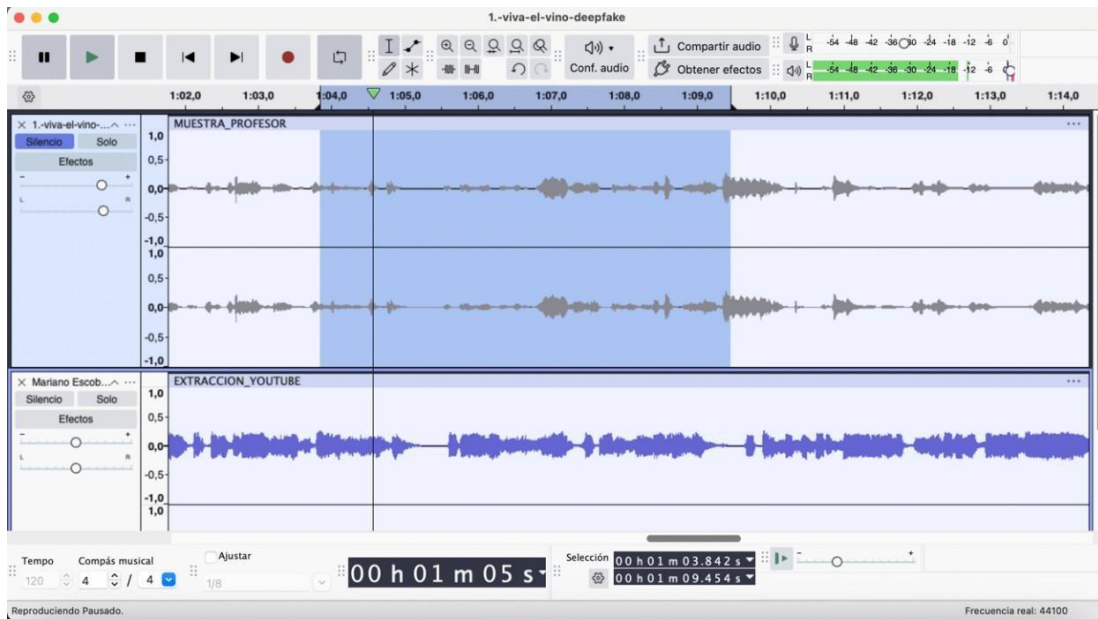 1.-viva-el-vino-deepfake
Compartir audio
Conf. audio
Obtener efectos
L
R
-54 -48 -42 -36 -30 -24 -18 -12 -6 0
L
R
-54 -48 -42 -36 -30 -24 -18 -12 -6
1:02,0 1:03,0 1:04,0 1:05,0 1:06,0 1:07,0 1:08,0 1:09,0 1:10,0 1:11,0 1:12,0 1:13,0 1:14,0
1.-viva-el-vino-...
MUESTRA_PROFESOR
Silencio Solo
Efectos
- +
L R
1,0
0,5
0,0
-0,5
-1,0
1,0
0,5
0,0
-0,5
-1,0
Mariano Escob...
EXTRACCION_YOUTUBE
Silencio Solo
Efectos
- +
L R
1,0
0,5
0,0
-0,5
-1,0
1,0
Tempo
120
Compás musical
4 / 4
Ajustar
1/8
00 h 01 m 05 s
Selección
00 h 01 m 03.842 s
00 h 01 m 09.454 s
- +
Reproduciendo Pausado.
Frecuencia real: 44100